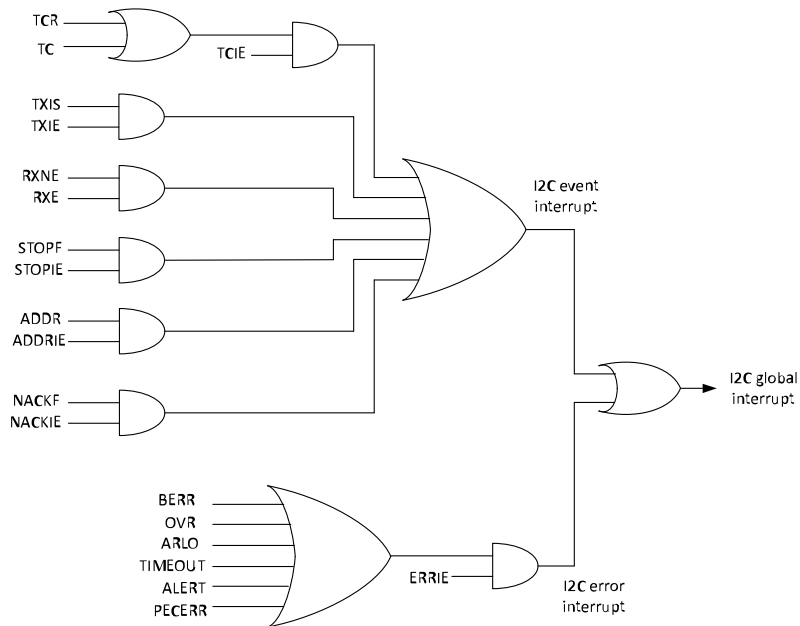 TCR
TC
TCIE
TXIS
TXIE
RXNE
RXE
STOPF
STOPIE
ADDR
ADDRIE
NACKF
NACKIE
I2C event
interrupt
I2C global
interrupt
BERR
OVR
ARLO
TIMEOUT
ALERT
PECERR
ERRIE
I2C error
interrupt